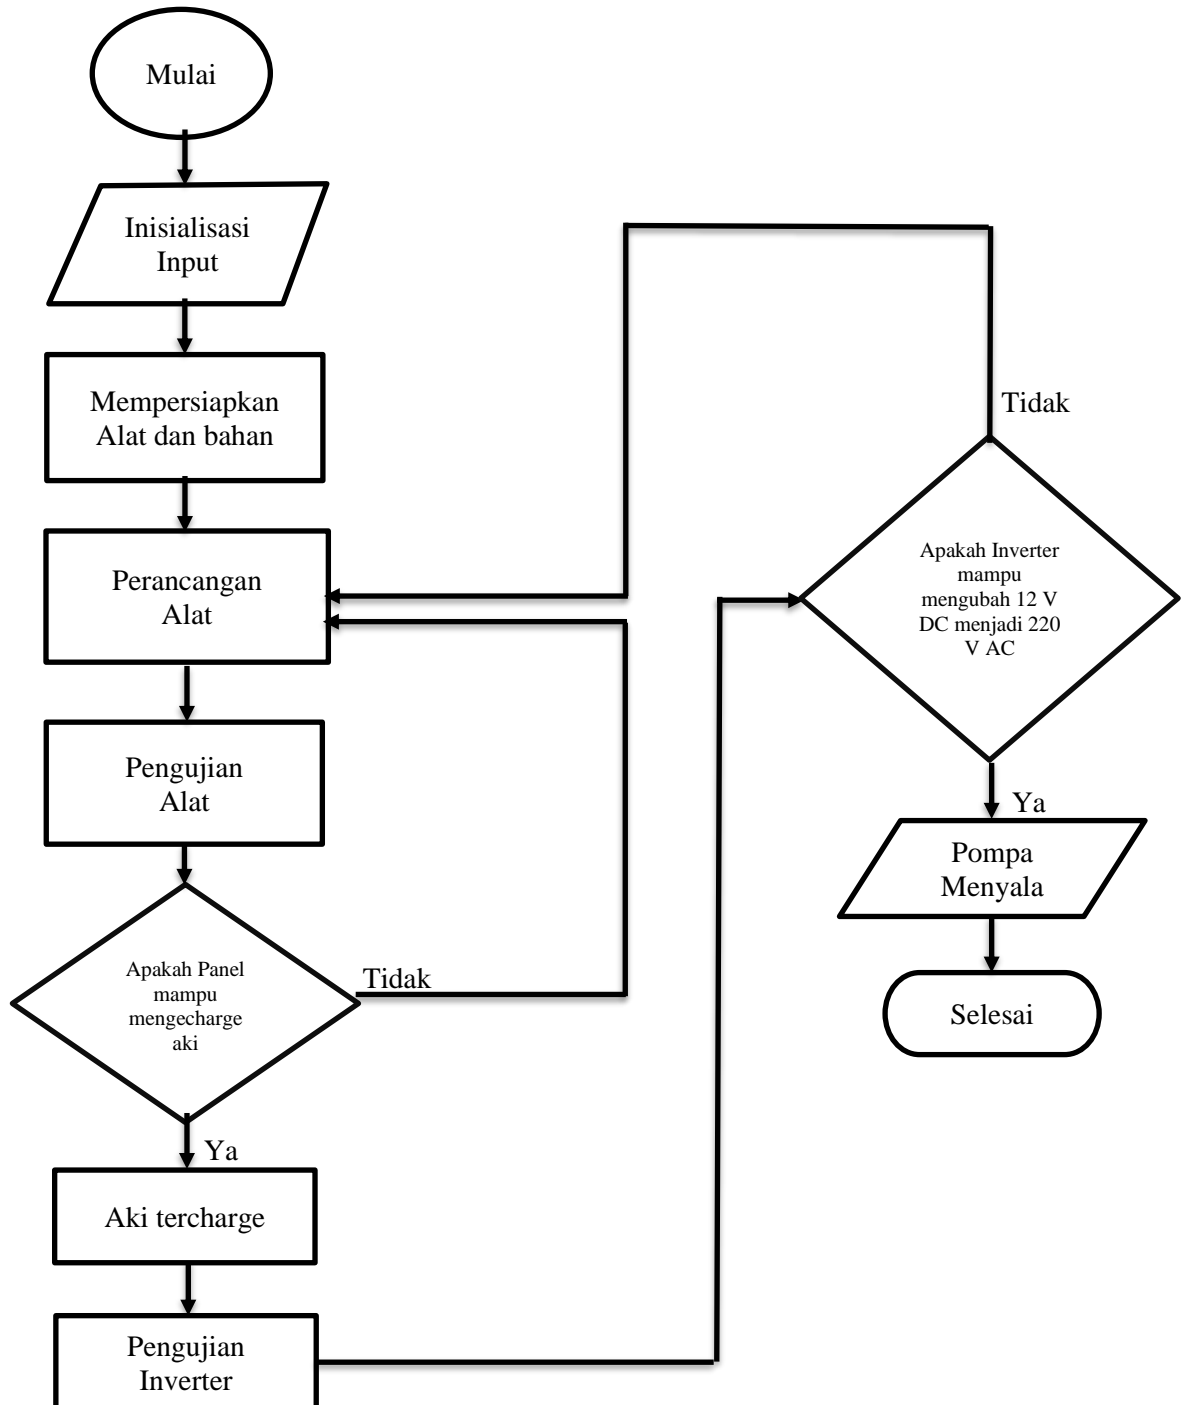 Mulai
Inisialisasi
Input
Mempersiapkan
Alat dan bahan
Perancangan
Alat
Pengujian
Alat
Apakah Panel
mampu
mengecharge
aki
Tidak
Ya
Aki tercharge
Pengujian
Inverter
Tidak
Apakah Inverter
mampu
mengubah 12 V
DC menjadi 220
V AC
Ya
Pompa
Menyala
Selesai